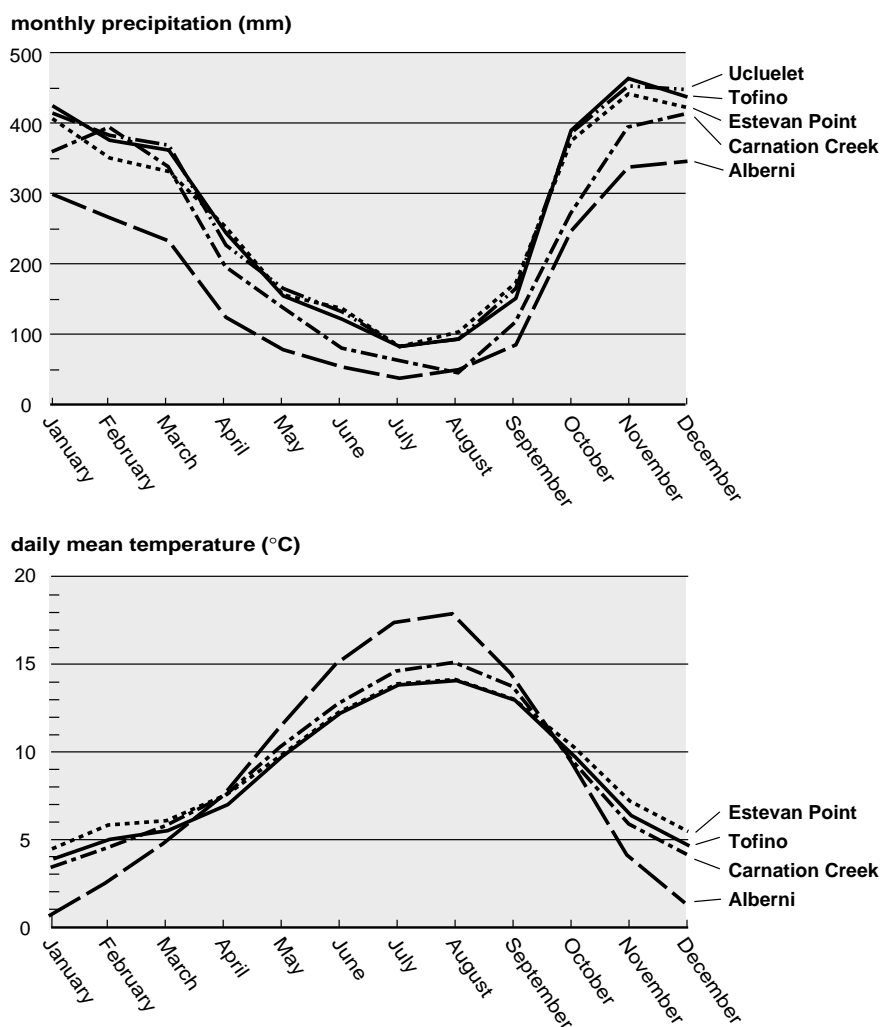 monthly precipitation (mm)
500
400
300
200
100
0
Ucluelet
Tofino
Estevan Point
Carnation Creek
Alberni
January
February
March
April
May
June
July
August
September
October
November
December
daily mean temperature (°C)
20
15
10
5
0
Estevan Point
Tofino
Carnation Creek
Alberni
January
February
March
April
May
June
July
August
September
October
November
December